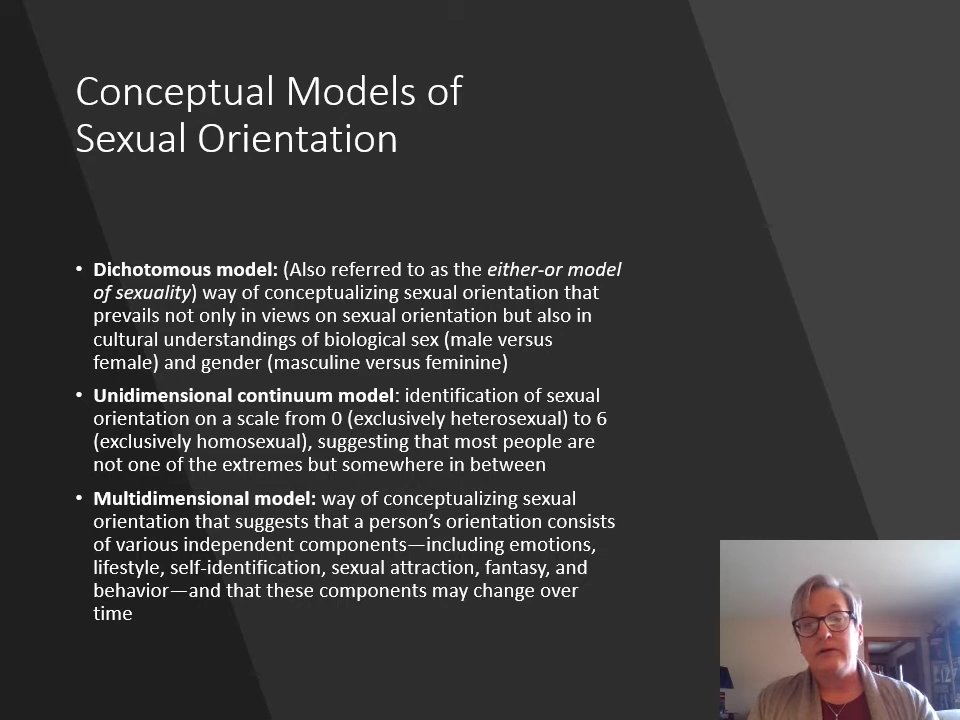 Conceptual Models of
Sexual Orientation
• Dichotomous model: (Also referred to as the either-or model
of sexuality) way of conceptualizing sexual orientation that
prevails not only in views on sexual orientation but also in
cultural understandings of biological sex (male versus
female) and gender (masculine versus feminine)
• Unidimensional continuum model: identification of sexual
orientation on a scale from 0 (exclusively heterosexual) to 6
(exclusively homosexual), suggesting that most people are
not one of the extremes but somewhere in between
• Multidimensional model: way of conceptualizing sexual
orientation that suggests that a person’s orientation consists
of various independent components—including emotions,
lifestyle, self-identification, sexual attraction, fantasy, and
behavior—and that these components may change over
time